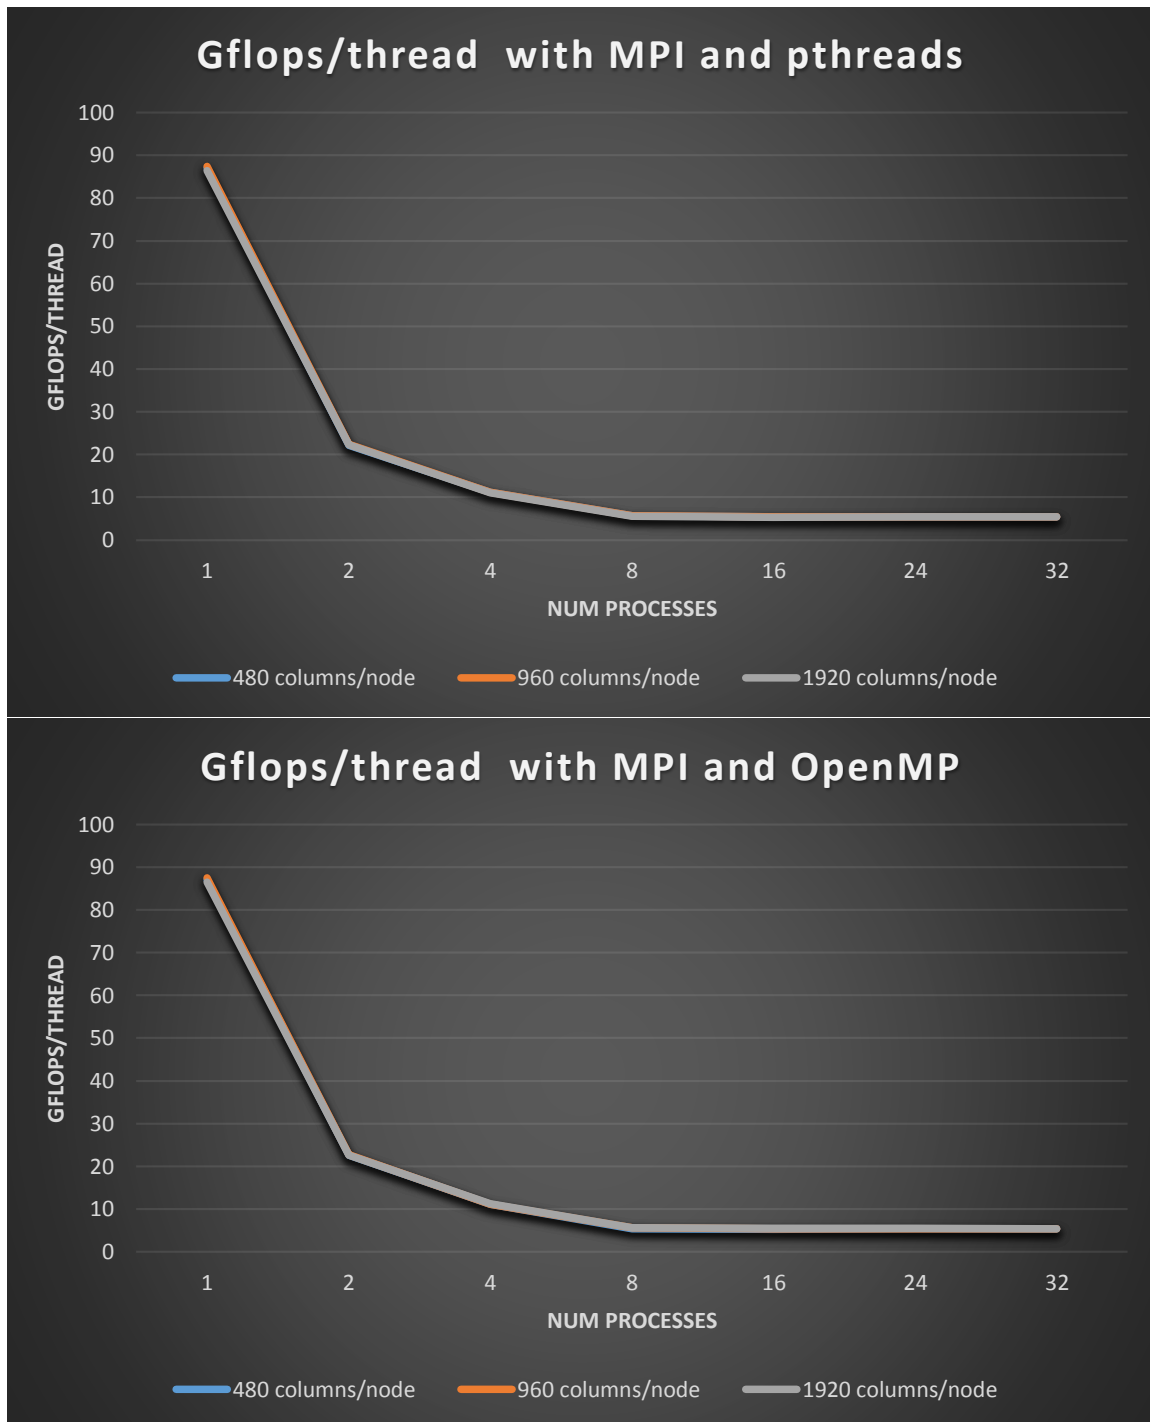 Gflops/thread with MPI and pthreads
100
90
80
70
60
50
40
30
20
10
0
GFLOPS/THREAD
1 2 4 8 16 24 32
NUM PROCESSES
480 columns/node 960 columns/node 1920 columns/node
Gflops/thread with MPI and OpenMP
100
90
80
70
60
50
40
30
20
10
0
GFLOPS/THREAD
1 2 4 8 16 24 32
NUM PROCESSES
480 columns/node 960 columns/node 1920 columns/node